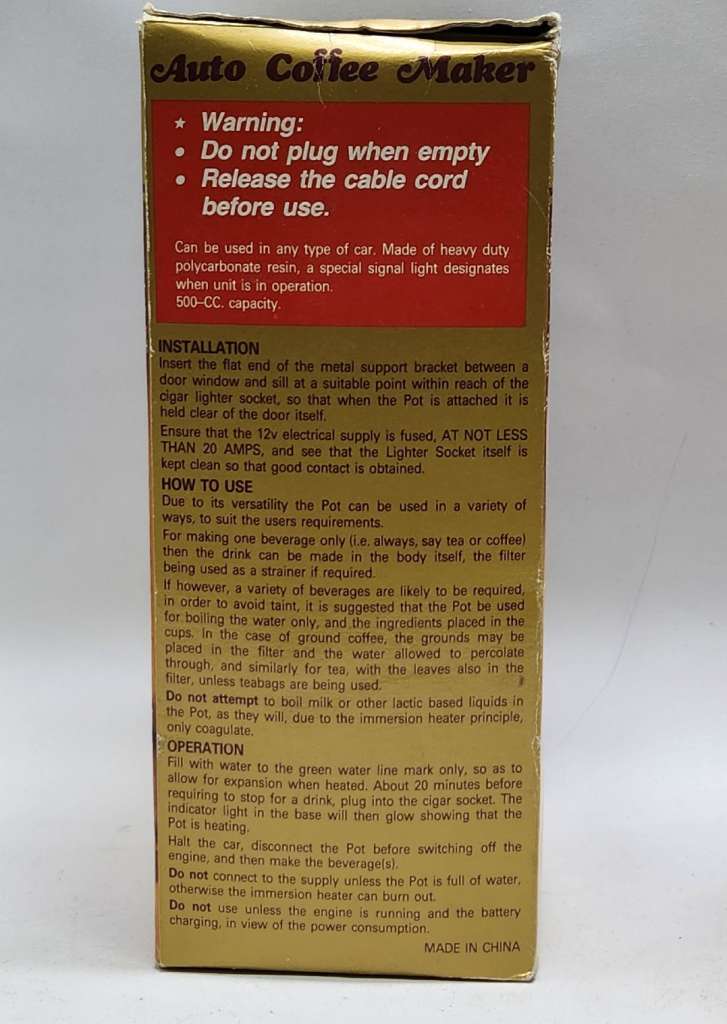 Auto Coffee Maker
★ Warning:
• Do not plug when empty
• Release the cable cord
before use.
Can be used in any type of car. Made of heavy duty
polycarbonate resin, a special signal light designates
when unit is in operation.
500–CC. capacity.
INSTALLATION
Insert the flat end of the metal support bracket between a
door window and sill at a suitable point within reach of the
cigar lighter socket, so that when the Pot is attached it is
held clear of the door itself.
Ensure that the 12v electrical supply is fused, AT NOT LESS
THAN 20 AMPS, and see that the Lighter Socket itself is
kept clean so that good contact is obtained.
HOW TO USE
Due to its versatility the Pot can be used in a variety of
ways, to suit the users requirements.
For making one beverage only (i.e. always, say tea or coffee)
then the drink can be made in the body itself, the filter
being used as a strainer if required.
If however, a variety of beverages are likely to be required,
in order to avoid taint, it is suggested that the Pot be used
for boiling the water only, and the ingredients placed in the
cups. In the case of ground coffee, the grounds may be
placed in the filter and the water allowed to percolate
through, and similarly for tea, with the leaves also in the
filter, unless teabags are being used.
Do not attempt to boil milk or other lactic based liquids in
the Pot, as they will, due to the immersion heater principle,
only coagulate.
OPERATION
Fill with water to the green water line mark only, so as to
allow for expansion when heated. About 20 minutes before
requiring to stop for a drink, plug into the cigar socket. The
indicator light in the base will then glow showing that the
Pot is heating.
Halt the car, disconnect the Pot before switching off the
engine, and then make the beverage(s).
Do not connect to the supply unless the Pot is full of water,
otherwise the immersion heater can burn out.
Do not use unless the engine is running and the battery
charging, in view of the power consumption.
MADE IN CHINA